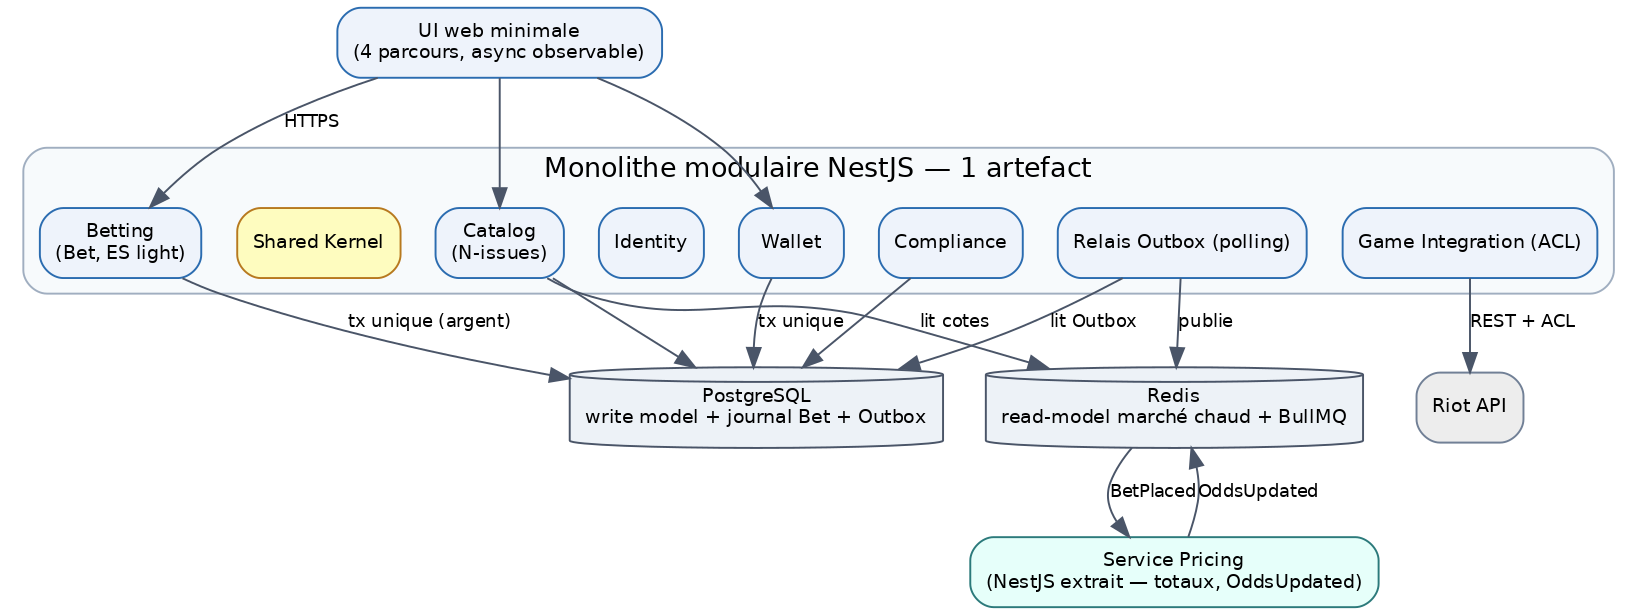 UI web minimale
(4 parcours, async observable)
HTTPS
Monolithe modulaire NestJS — 1 artefact
Betting
(Bet, ES light)
Shared Kernel
Catalog
(N-issues)
Identity
Wallet
Compliance
Relais Outbox (polling)
Game Integration (ACL)
tx unique (argent)
tx unique
lit cotes
lit Outbox
publie
REST + ACL
PostgreSQL
write model + journal Bet + Outbox
Redis
read-model marché chaud + BullMQ
Riot API
BetPlaced
OddsUpdated
Service Pricing
(NestJS extrait — totaux, OddsUpdated)